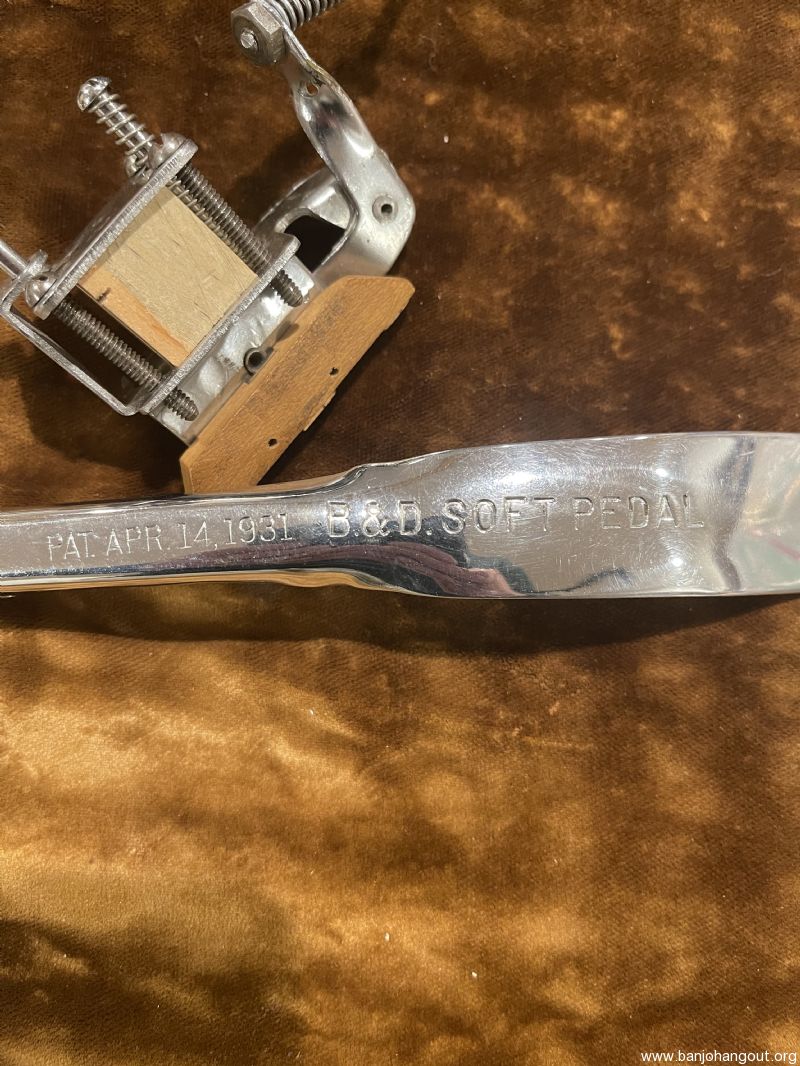 PAT. APR. 14, 1931 B.&D. SOFT PEDAL
www.banjohangout.org